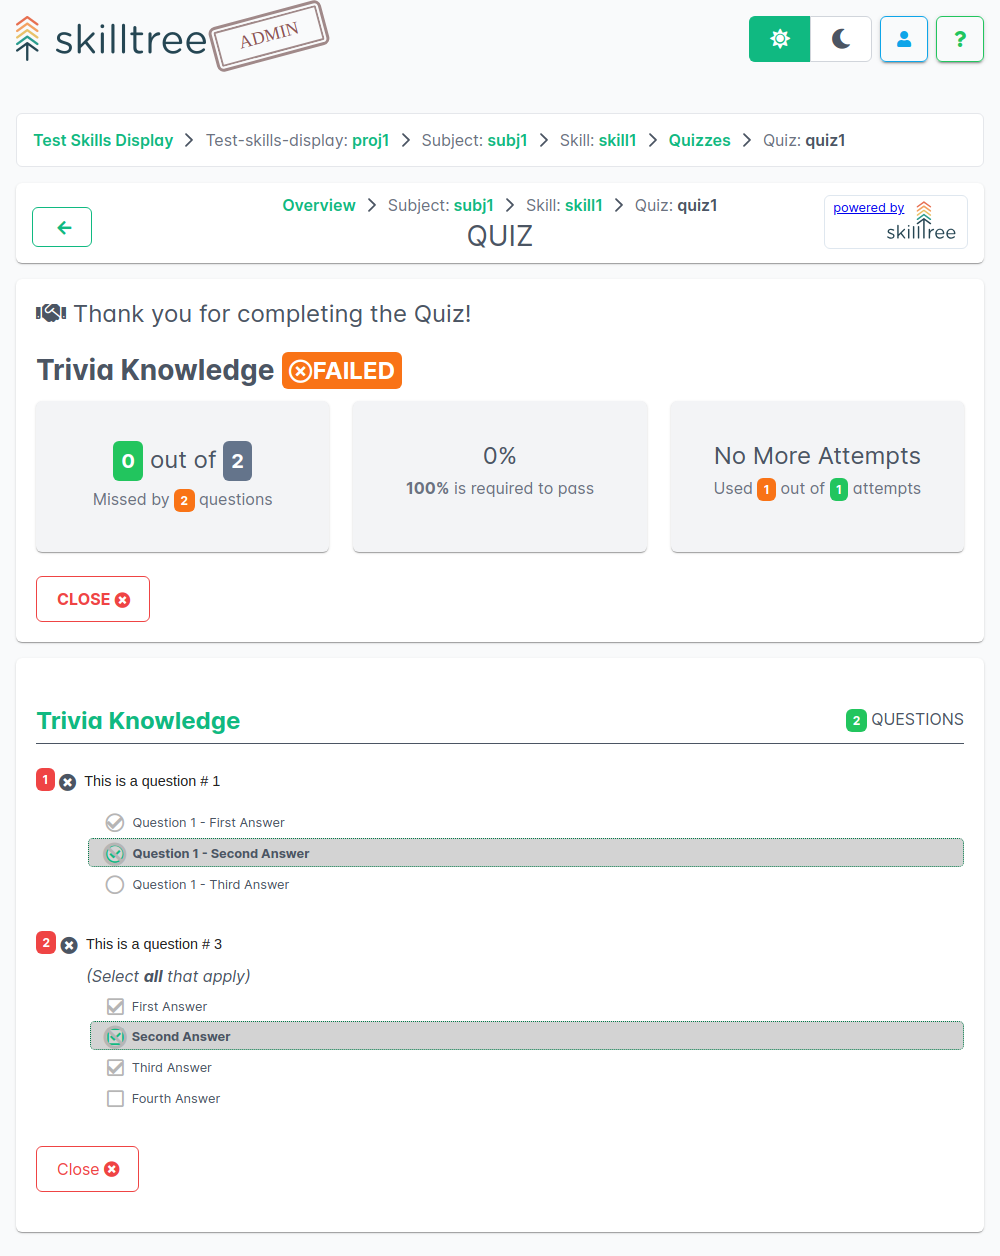 skilltree
ADMIN
?
Test Skills Display > Test-skills-display: proj1 > Subject: subj1 > Skill: skill1 > Quizzes > Quiz: quiz1
Overview > Subject: subj1 > Skill: skill1 > Quiz: quiz1
QUIZ
powered by
skilltree
Thank you for completing the Quiz!
Trivia Knowledge FAILED
0 out of 2
Missed by 2 questions
0%
100% is required to pass
No More Attempts
Used 1 out of 1 attempts
CLOSE
Trivia Knowledge
2 QUESTIONS
1 This is a question # 1
Question 1 - First Answer
Question 1 - Second Answer
Question 1 - Third Answer
2 This is a question # 3
(Select all that apply)
First Answer
Second Answer
Third Answer
Fourth Answer
Close